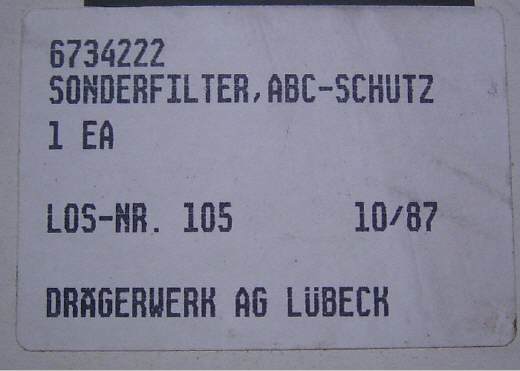 6734222
SONDERFILTER,ABC-SCHUTZ
1 EA
LOS-NR. 105 10/87
DRÄGERWERK AG LÜBECK